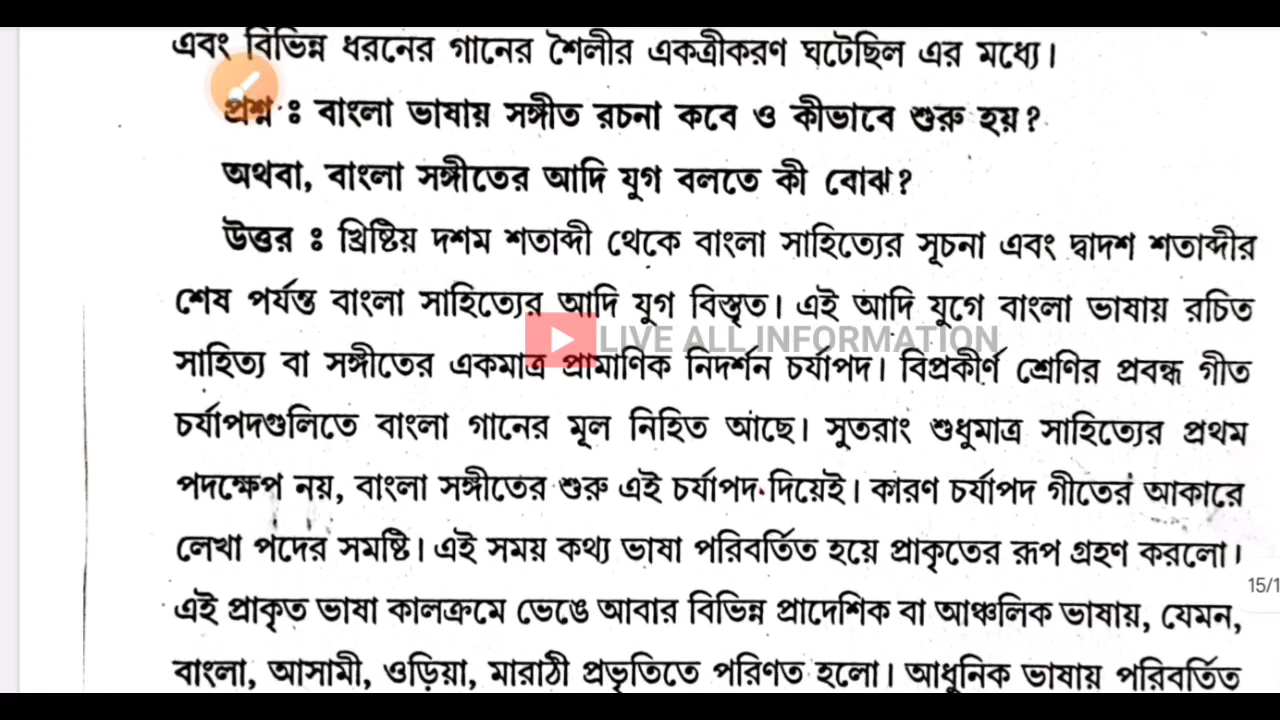 এবং বিভিন্ন ধরনের গানের শৈলীর একত্রীকরণ ঘটেছিল এর মধ্যে।
প্রশ্ন ঃ বাংলা ভাষায় সঙ্গীত রচনা কবে ও কীভাবে শুরু হয়?
অথবা, বাংলা সঙ্গীতের আদি যুগ বলতে কী বোঝ?
উত্তর ঃ খ্রিষ্টিয় দশম শতাব্দী থেকে বাংলা সাহিত্যের সূচনা এবং দ্বাদশ শতাব্দীর
শেষ পর্যন্ত বাংলা সাহিত্যের আদি যুগ বিস্তৃত। এই আদি যুগে বাংলা ভাষায় রচিত
LIVE ALL INFORMATION
সাহিত্য বা সঙ্গীতের একমাত্র প্রামাণিক নিদর্শন চর্যাপদ। বিপ্রকীর্ণ শ্রেণির প্রবন্ধ গীত
চর্যাপদগুলিতে বাংলা গানের মূল নিহিত আছে। সুতরাং শুধুমাত্র সাহিত্যের প্রথম
পদক্ষেপ নয়, বাংলা সঙ্গীতের শুরু এই চর্যাপদ দিয়েই। কারণ চর্যাপদ গীতের আকারে
লেখা পদের সমষ্টি। এই সময় কথ্য ভাষা পরিবর্তিত হয়ে প্রাকৃতের রূপ গ্রহণ করলো।
15/1
এই প্রাকৃত ভাষা কালক্রমে ভেঙে আবার বিভিন্ন প্রাদেশিক বা আঞ্চলিক ভাষায়, যেমন,
বাংলা, আসামী, ওড়িয়া, মারাঠী প্রভৃতিতে পরিণত হলো। আধুনিক ভাষায় পরিবর্তিত